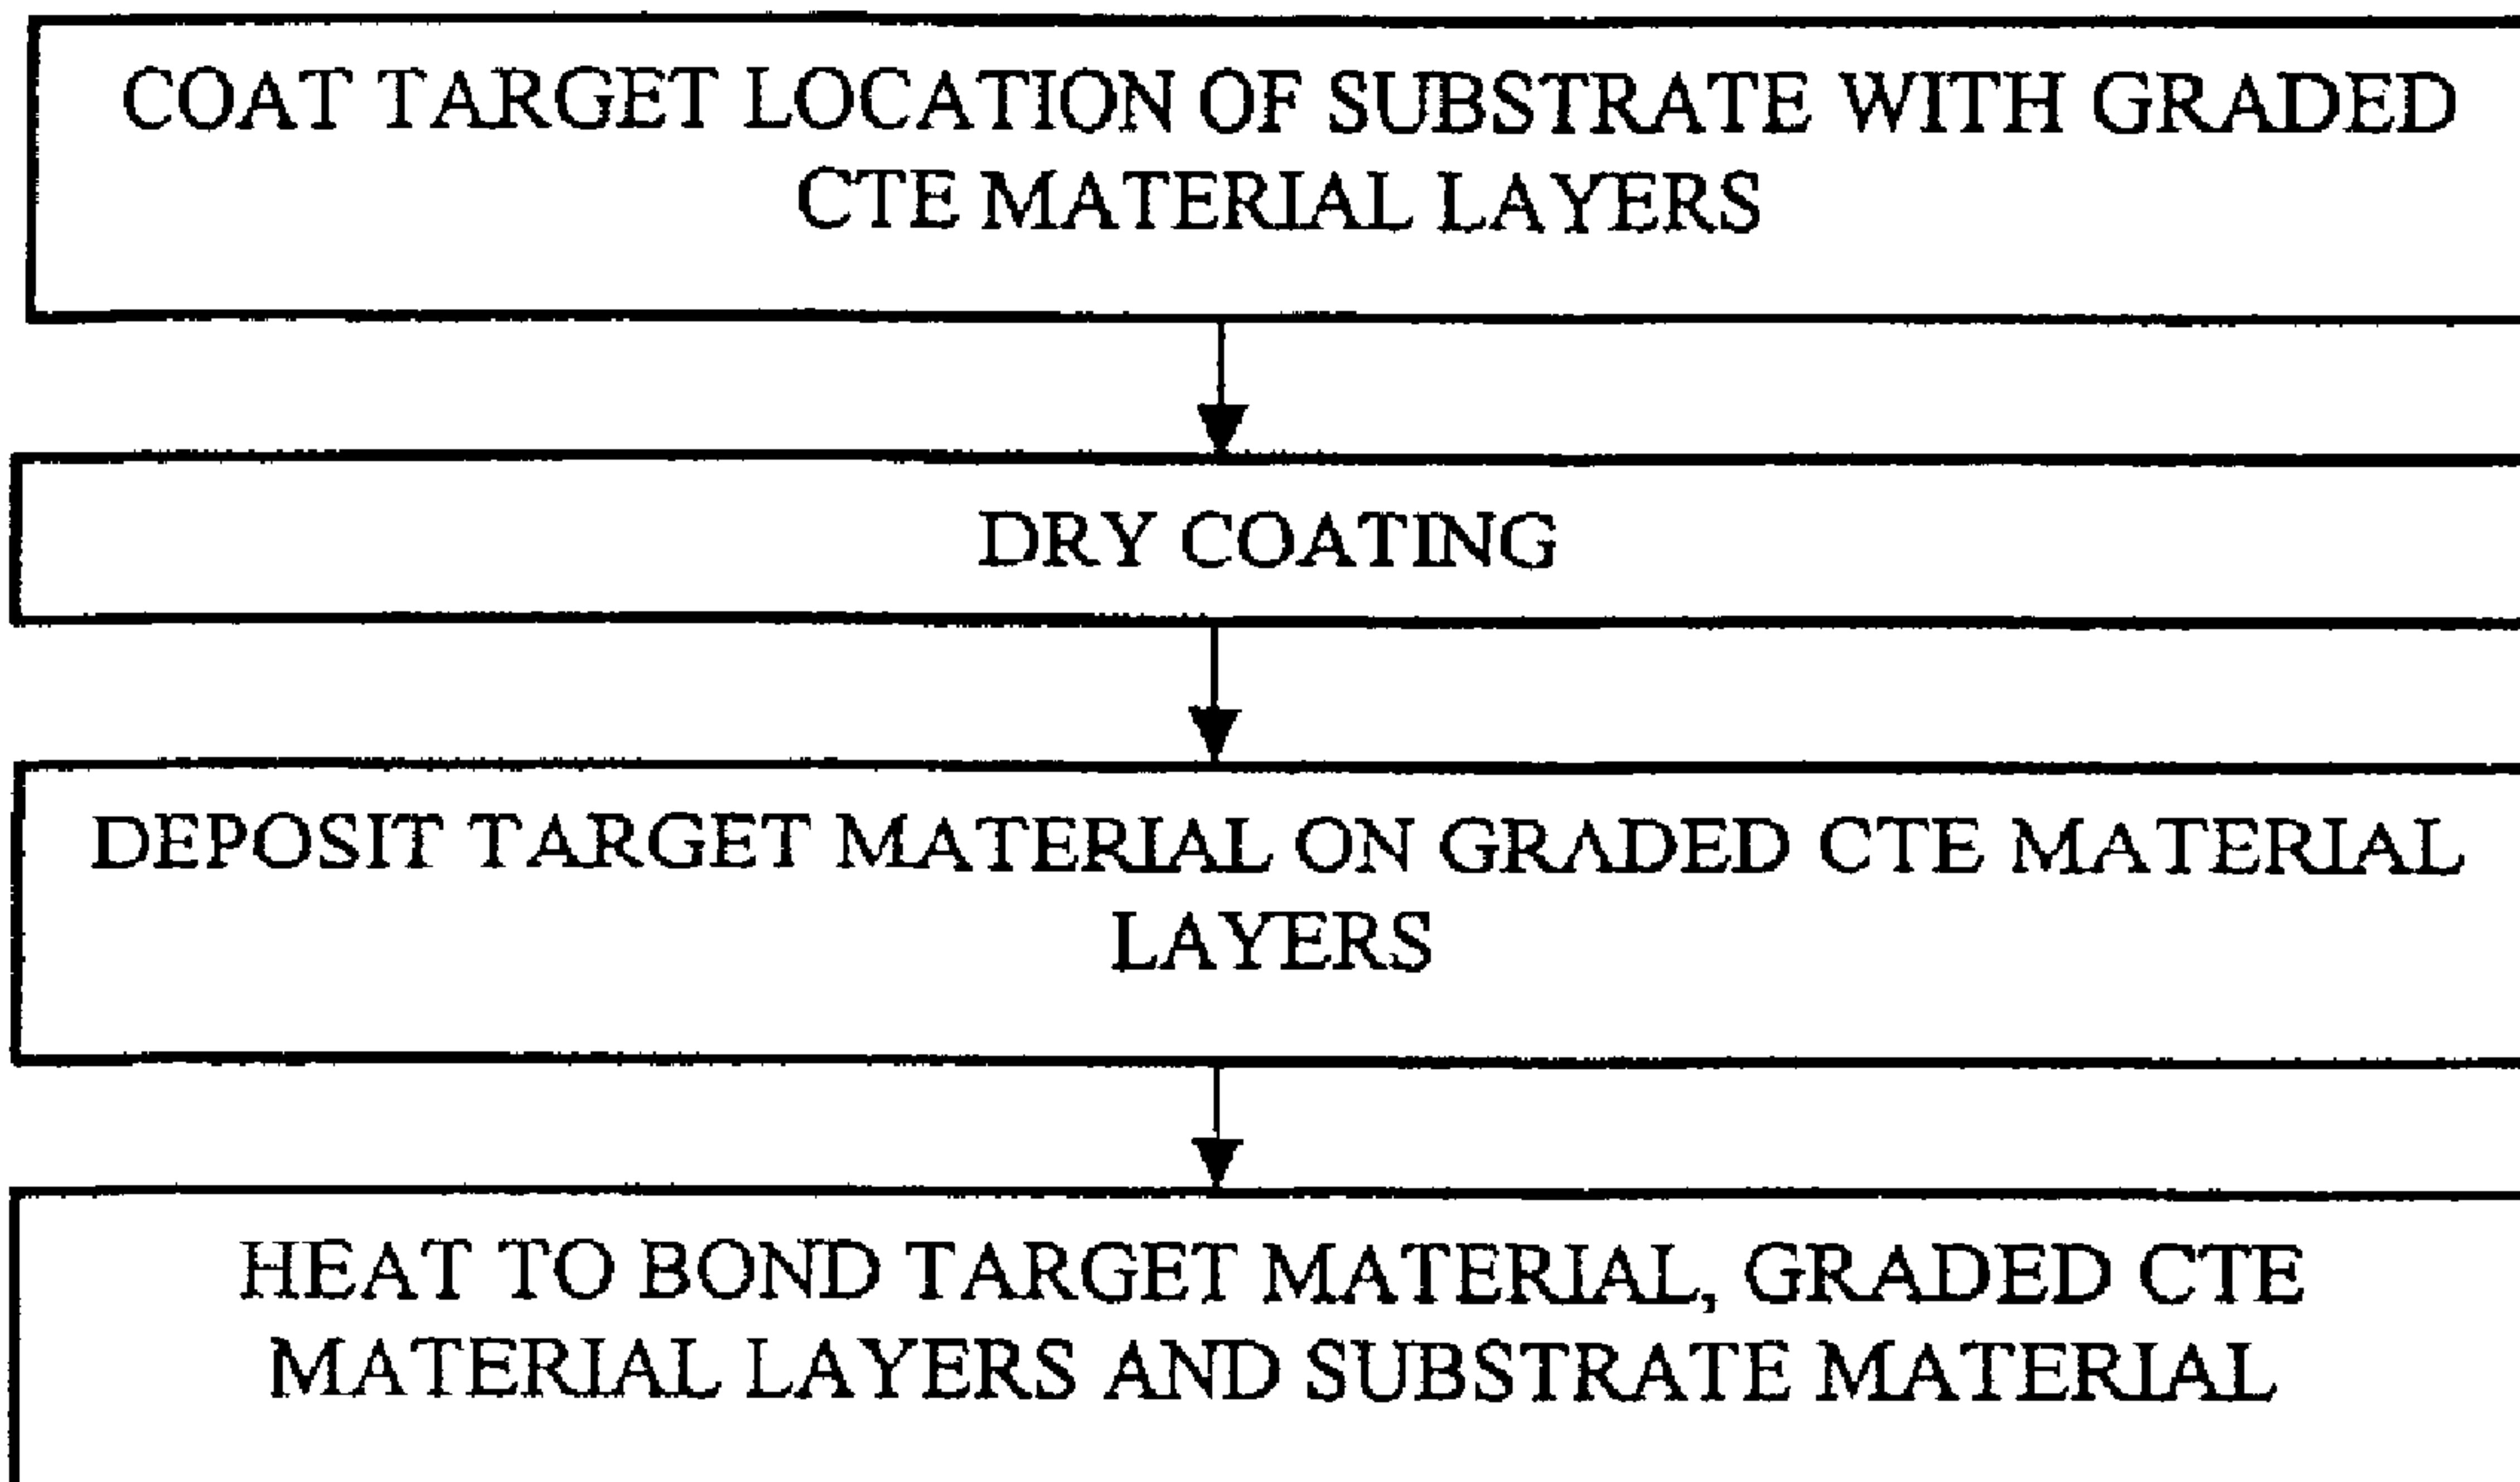 COAT TARGET LOCATION OF SUBSTRATE WITH GRADED
CTE MATERIAL LAYERS
DRY COATING
DEPOSIT TARGET MATERIAL ON GRADED CTE MATERIAL
LAYERS
HEAT TO BOND TARGET MATERIAL, GRADED CTE
MATERIAL LAYERS AND SUBSTRATE MATERIAL